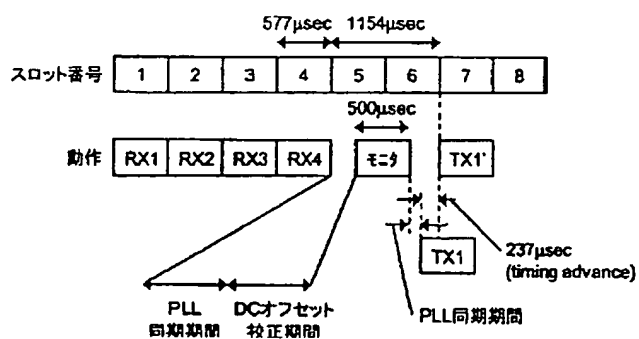 577μsec 1154μsec
スロット番号 1 2 3 4 5 6 7 8
500μsec
動作 RX1 RX2 RX3 RX4 モニタ TX1'
TX1
237μsec
(timing advance)
PLL
同期期間
DCオフセット
校正期間
PLL同期期間